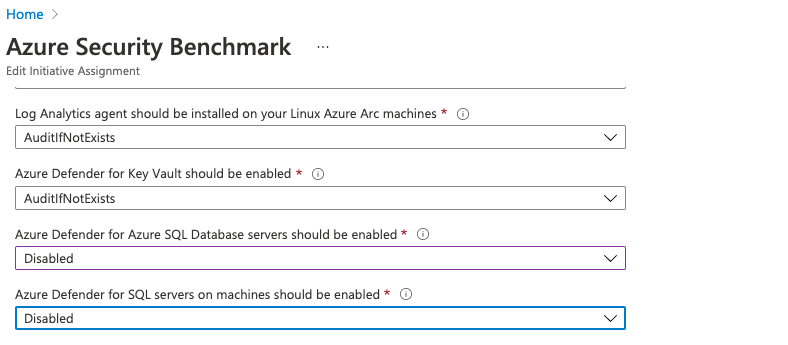 Home >
Azure Security Benchmark ...
Edit Initiative Assignment
Log Analytics agent should be installed on your Linux Azure Arc machines *
AuditIfNotExists
Azure Defender for Key Vault should be enabled *
AuditIfNotExists
Azure Defender for Azure SQL Database servers should be enabled *
Disabled
Azure Defender for SQL servers on machines should be enabled *
Disabled